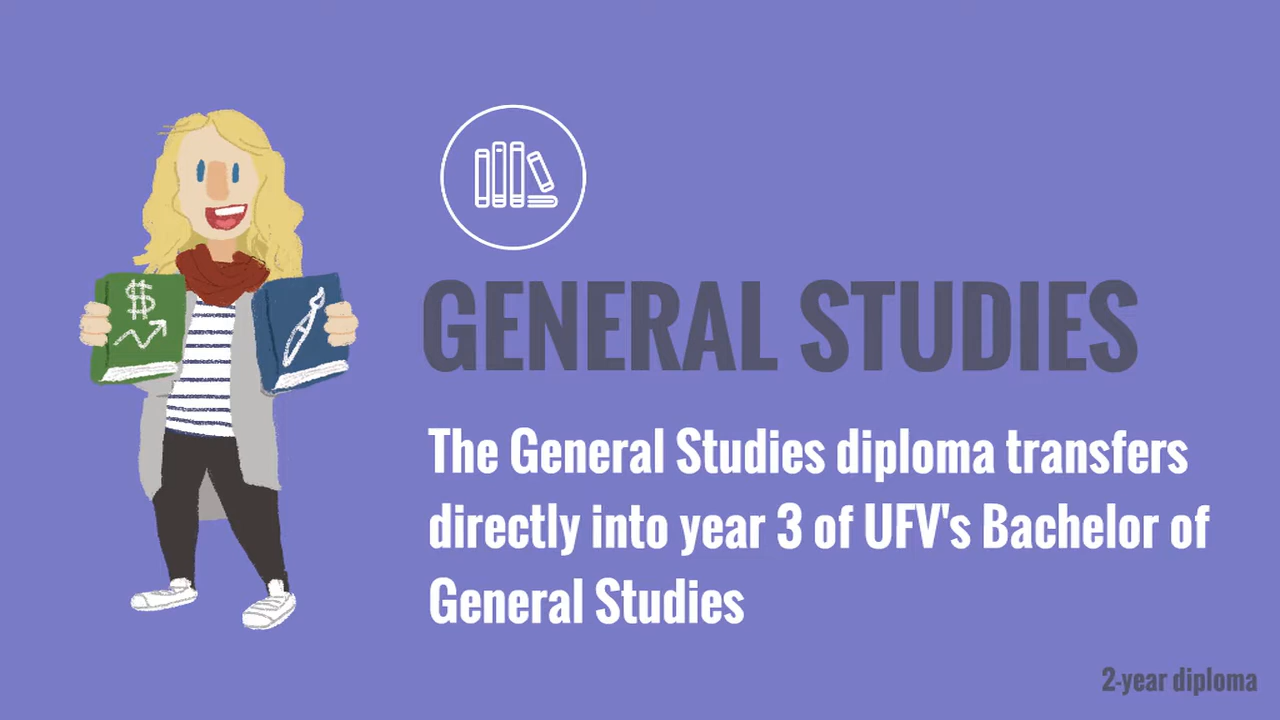 $
GENERAL STUDIES
The General Studies diploma transfers
directly into year 3 of UFV's Bachelor of
General Studies
2-year diploma